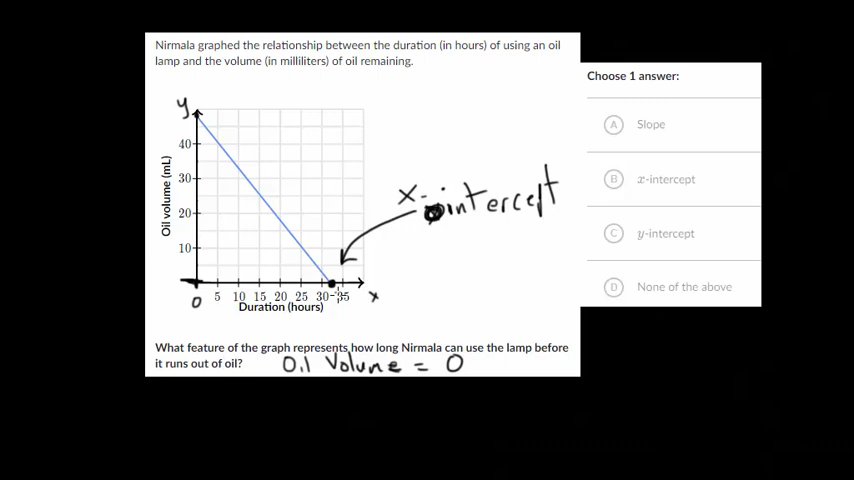 Nirmala graphed the relationship between the duration (in hours) of using an oil
lamp and the volume (in milliliters) of oil remaining.
Choose 1 answer:
A Slope
B x-intercept
C y-intercept
D None of the above
y
40
30
20
10
Oil volume (mL)
x-intercept
0 5 10 15 20 25 30 35 x
Duration (hours)
What feature of the graph represents how long Nirmala can use the lamp before
it runs out of oil?
0.1 Volume = 0